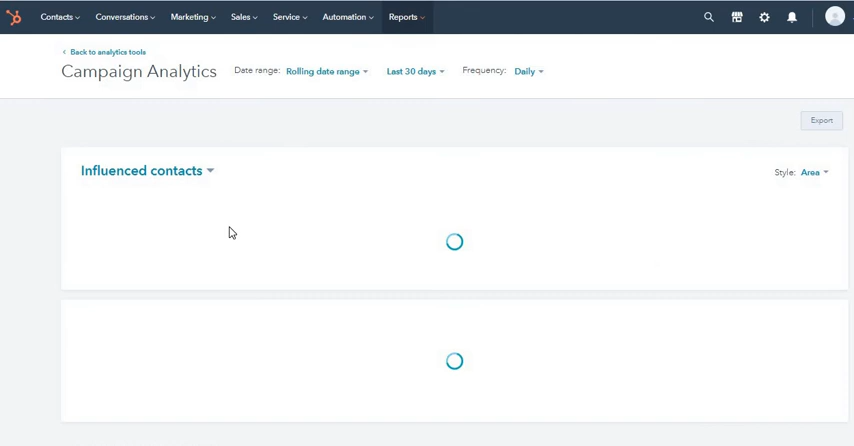 Contacts Conversations Marketing Sales Service Automation Reports
Back to analytics tools
Campaign Analytics Date range: Rolling date range Last 30 days Frequency: Daily
Export
Influenced contacts Style: Area